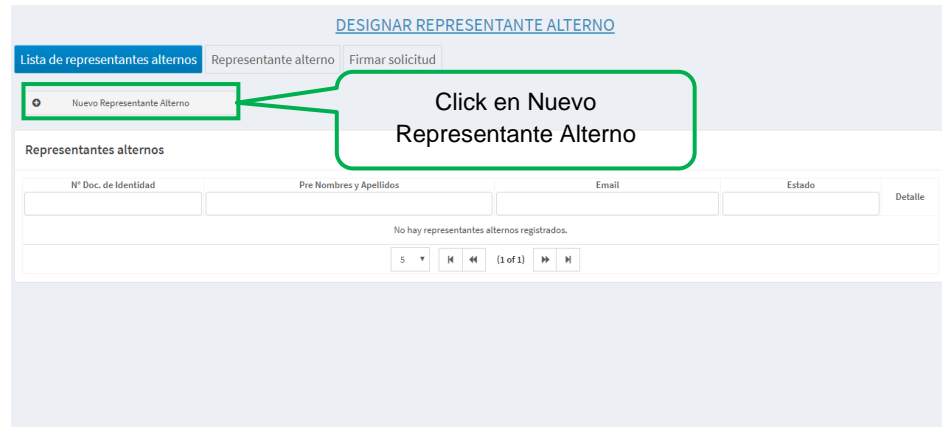 DESIGNAR REPRESENTANTE ALTERNO
Lista de representantes alternos Representante alterno Firmar solicitud
Nuevo Representante Alterno
Click en Nuevo
Representante Alterno
Representantes alternos
N° Doc. de Identidad Pre Nombres y Apellidos Email Estado Detalle
No hay representantes alternos registrados.
5 (1 of 1)